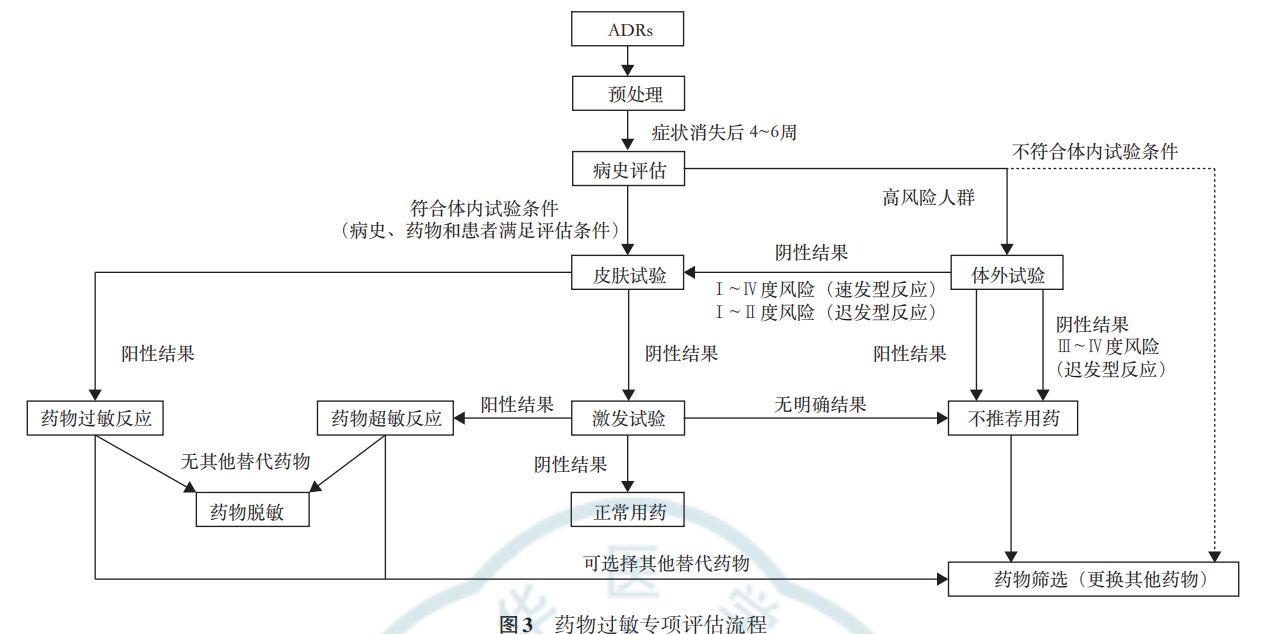 ADRs
预处理
症状消失后 4~6周
病史评估
不符合体内试验条件
高风险人群
符合体内试验条件
（病史、药物和患者满足评估条件）
皮肤试验
阴性结果
Ⅰ~Ⅳ度风险（速发型反应）
Ⅰ~Ⅱ度风险（迟发型反应）
体外试验
阳性结果
阴性结果
阳性结果
阴性结果
Ⅲ~Ⅳ度风险
（迟发型反应）
药物过敏反应
药物超敏反应
阳性结果
激发试验
无明确结果
不推荐用药
无其他替代药物
阴性结果
药物脱敏
正常用药
可选择其他替代药物
药物筛选（更换其他药物）
华医学
图3 药物过敏专项评估流程